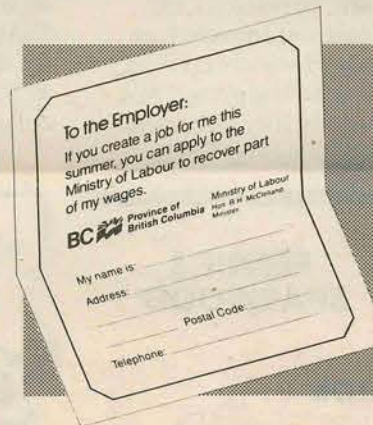 To the Employer:
If you create a job for me this
summer, you can apply to the
Ministry of Labour to recover part
of my wages.
BC Province of
British Columbia
Ministry of Labour
Hon. R.H. McClelland
Minister
My name is:
Address:
Postal Code:
Telephone: